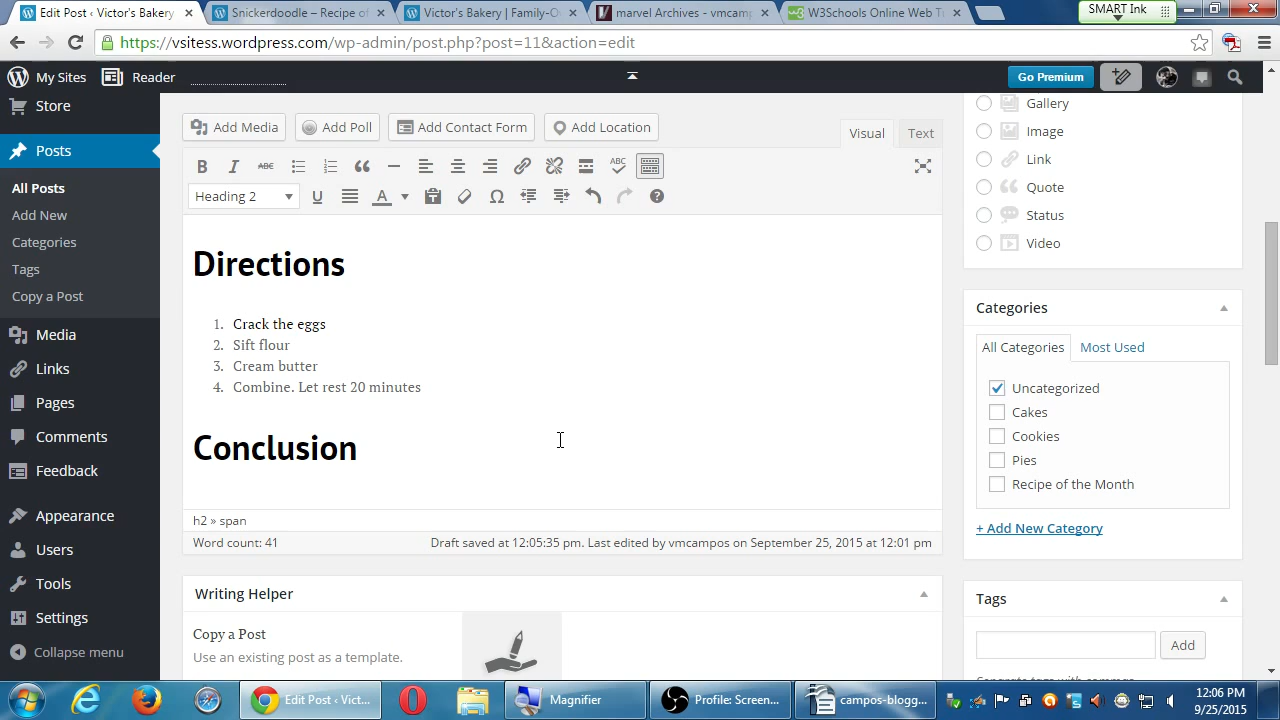 Edit Post ‹ Victor's Bakery
Snickerdoodle – Recipe of
Victor's Bakery | Family-O
marvel Archives - vmcamp
W3Schools Online Web T
SMART Ink
https://vsitess.wordpress.com/wp-admin/post.php?post=11&action=edit
My Sites
Reader
Go Premium
Store
Posts
All Posts
Add New
Categories
Tags
Copy a Post
Media
Links
Pages
Comments
Feedback
Appearance
Users
Tools
Settings
Collapse menu
Add Media
Add Poll
Add Contact Form
Add Location
Visual
Text
B I ABC
ABC
Heading 2
U
A
Ω
Directions
1. Crack the eggs
2. Sift flour
3. Cream butter
4. Combine. Let rest 20 minutes
Conclusion
h2 » span
Word count: 41
Draft saved at 12:05:35 pm. Last edited by vmcampos on September 25, 2015 at 12:01 pm
Writing Helper
Copy a Post
Use an existing post as a template.
Gallery
Image
Link
Quote
Status
Video
Categories
All Categories
Most Used
Uncategorized
Cakes
Cookies
Pies
Recipe of the Month
+ Add New Category
Tags
Add
Separate tags with commas
Edit Post ‹ Vict...
Magnifier
Profile: Screen...
campos-blogg...
12:06 PM
9/25/2015